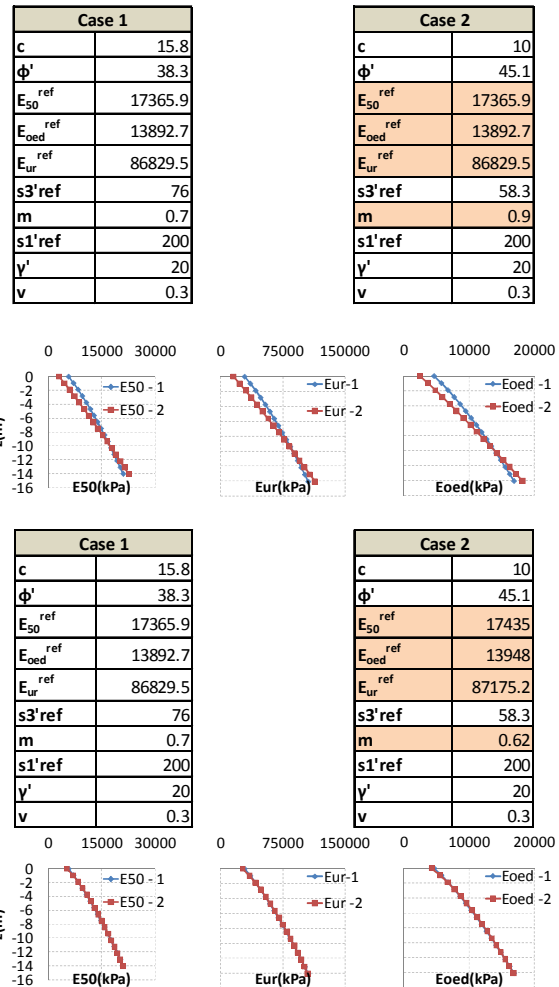 Case 1 Case 2
c 15.8 c 10
ϕ' 38.3 ϕ' 45.1
E50ref 17365.9 E50ref 17365.9
Eoedref 13892.7 Eoedref 13892.7
Eurref 86829.5 Eurref 86829.5
s3'ref 76 s3'ref 58.3
m 0.7 m 0.9
s1'ref 200 s1'ref 200
γ' 20 γ' 20
v 0.3 v 0.3
0 15000 30000 0 75000 150000 0 10000 20000
0
-2
-4
-6
-8
-10
-12
-14
-16
E50 - 1
E50 - 2
E50(kPa)
Eur-1
Eur -2
Eur(kPa)
Eoed -1
Eoed -2
Eoed(kPa)
Case 1 Case 2
c 15.8 c 10
ϕ' 38.3 ϕ' 45.1
E50ref 17365.9 E50ref 17435
Eoedref 13892.7 Eoedref 13948
Eurref 86829.5 Eurref 87175.2
s3'ref 76 s3'ref 58.3
m 0.7 m 0.62
s1'ref 200 s1'ref 200
γ' 20 γ' 20
v 0.3 v 0.3
0 15000 30000 0 75000 150000 0 10000 20000
0
-2
-4
-6
-8
-10
-12
-14
-16
E50 - 1
E50 - 2
E50(kPa)
Eur-1
Eur -2
Eur(kPa)
Eoed -1
Eoed -2
Eoed(kPa)